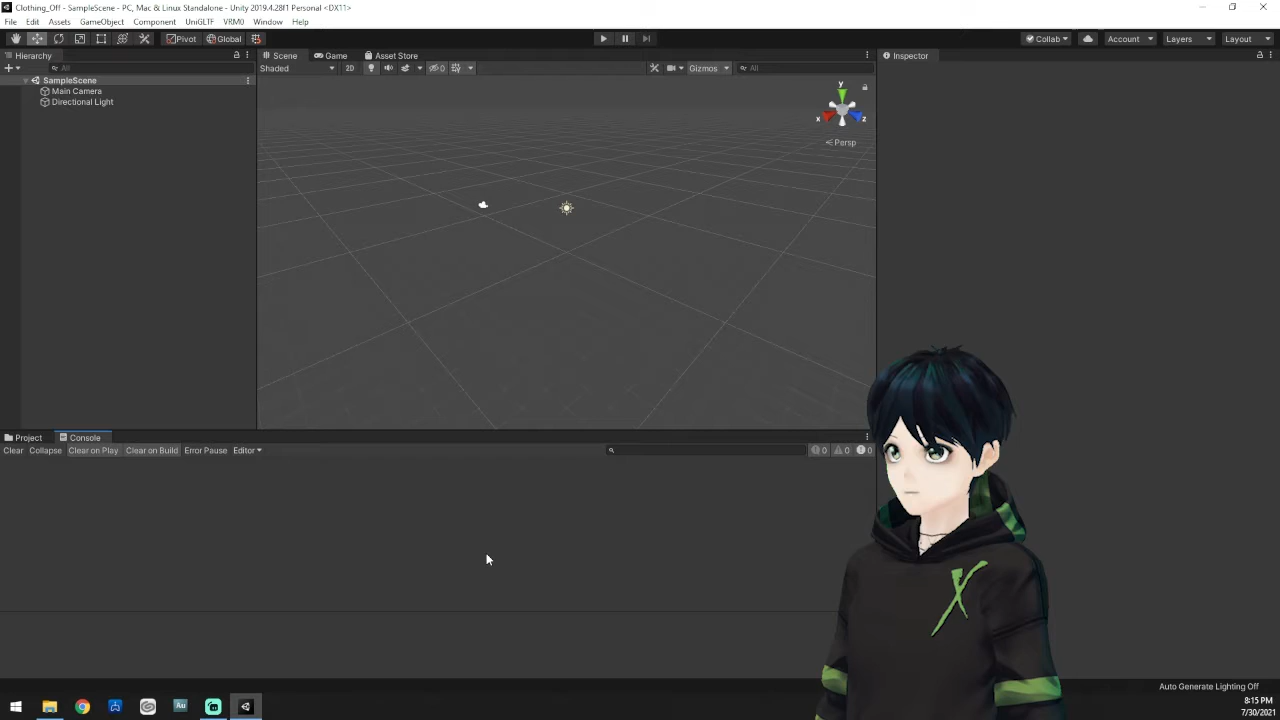 Clothing_Off - SampleScene - PC, Mac & Linux Standalone - Unity 2019.4.28f1 Personal <DX11>
File Edit Assets GameObject Component UniGLTF VRM0 Window Help
Pivot Global Collab Account Layers Layout
Hierarchy Scene Game Asset Store Inspector
All Shaded 2D 0 Gizmos All
SampleScene
Main Camera
Directional Light
y
x z
Persp
Project Console
Clear Collapse Clear on Play Clear on Build Error Pause Editor 0 0 0
X
Auto Generate Lighting Off
Au
8:15 PM
7/30/2021